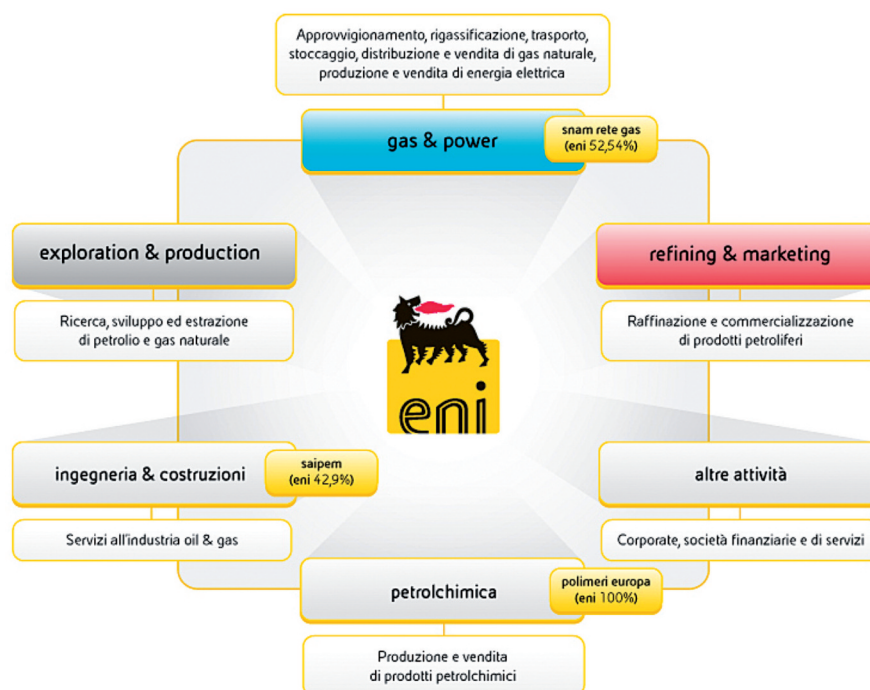 Approvvigionamento, rigassificazione, trasporto,
stoccaggio, distribuzione e vendita di gas naturale,
produzione e vendita di energia elettrica
gas & power
snam rete gas
(eni 52,54%)
exploration & production
Ricerca, sviluppo ed estrazione
di petrolio e gas naturale
refining & marketing
Raffinazione e commercializzazione
di prodotti petroliferi
eni
ingegneria & costruzioni
saipem
(eni 42,9%)
Servizi all'industria oil & gas
altre attività
Corporate, società finanziarie e di servizi
petrolchimica
polimeri europa
(eni 100%)
Produzione e vendita
di prodotti petrolchimici